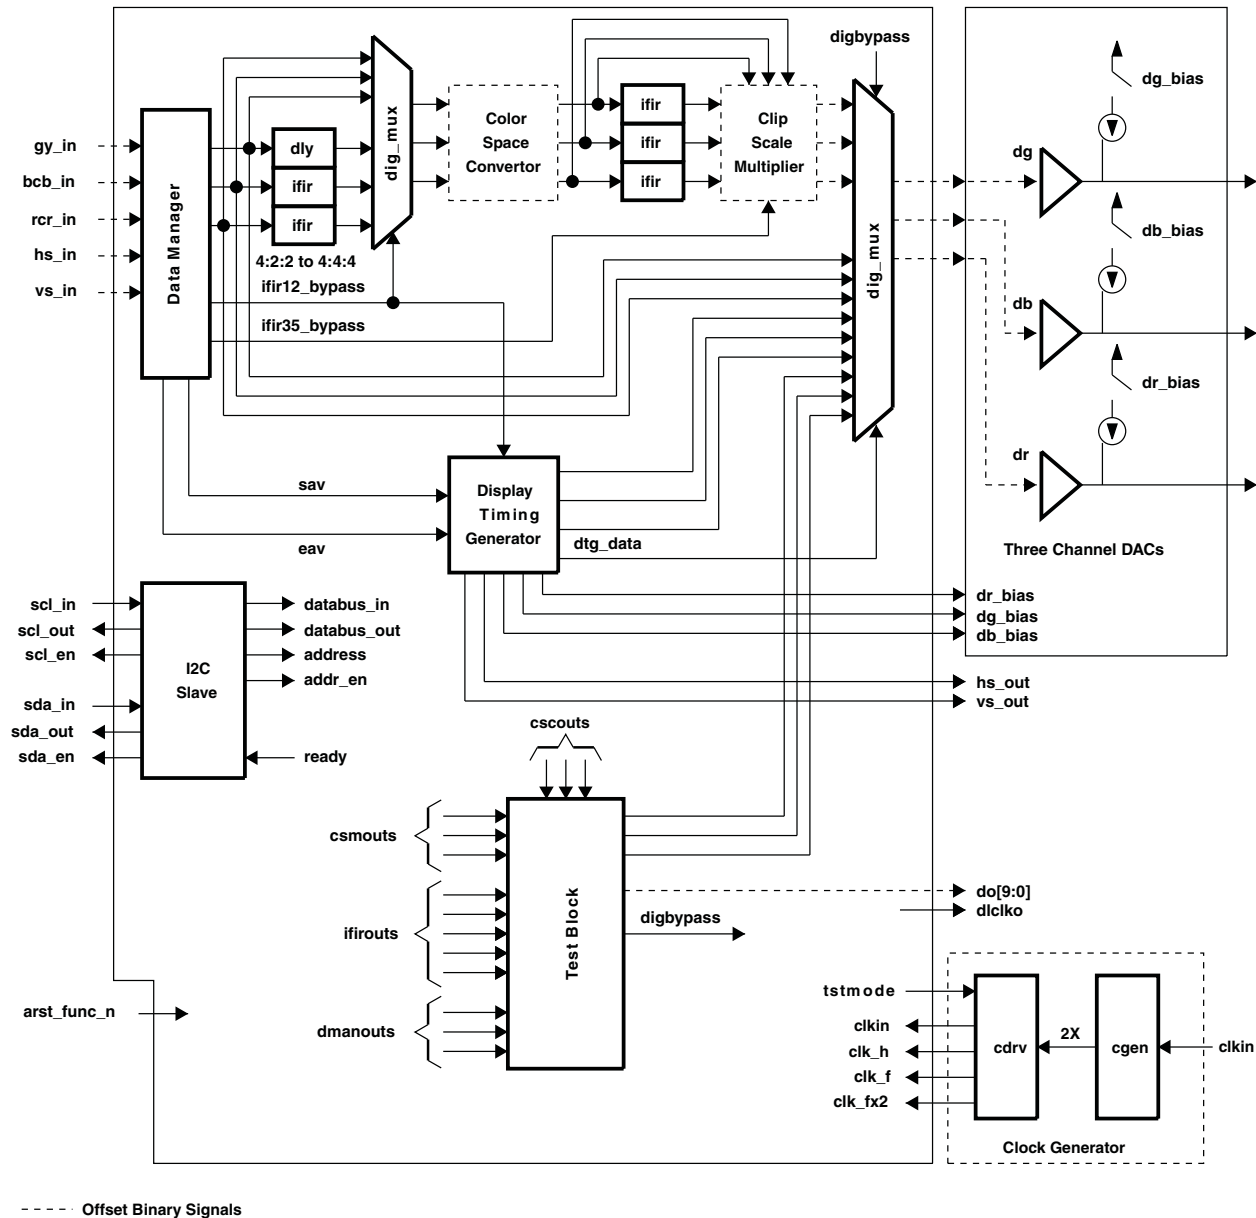 digbypass
dg_bias
gy_in
bcb_in
rcr_in
hs_in
vs_in
Data Manager
dly
ifir
ifir
4:2:2 to 4:4:4
ifir12_bypass
ifir35_bypass
dig_mux
Color
Space
Convertor
ifir
ifir
ifir
Clip
Scale
Multiplier
dig_mux
dg
db_bias
db
dr_bias
dr
Three Channel DACs
sav
eav
Display
Timing
Generator
dtg_data
dr_bias
dg_bias
db_bias
hs_out
vs_out
scl_in
scl_out
scl_en
sda_in
sda_out
sda_en
I2C
Slave
databus_in
databus_out
address
addr_en
ready
cscouts
csmouts
ifirouts
dmanouts
Test Block
digbypass
do[9:0]
dlclko
arst_func_n
tstmode
clkin
clk_h
clk_f
clk_fx2
cdrv
2X
cgen
clkin
Clock Generator
Offset Binary Signals